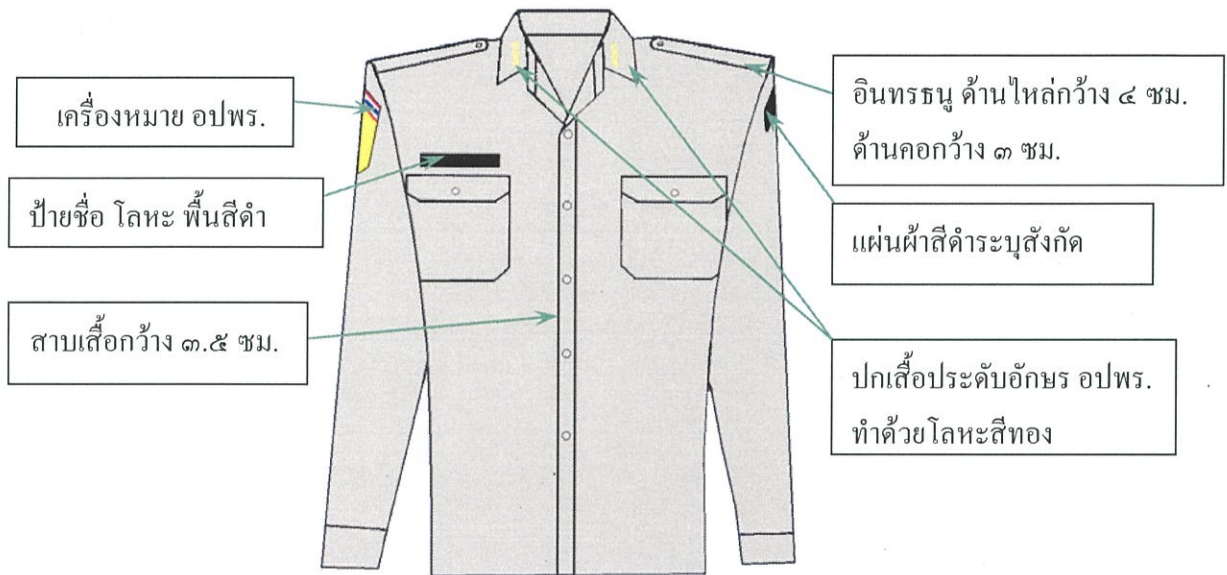 เครื่องหมาย อปพร.
ป้ายชื่อ โลหะ พื้นสีดำ
สาบเสื้อกว้าง ๓.๕ ซม.
อินทรธนู ด้านไหล่กว้าง ๔ ซม.
ด้านคอกว้าง ๓ ซม.
แผ่นผ้าสีดำระบุสังกัด
ปกเสื้อประดับอักษร อปพร.
ทำด้วยโลหะสีทอง